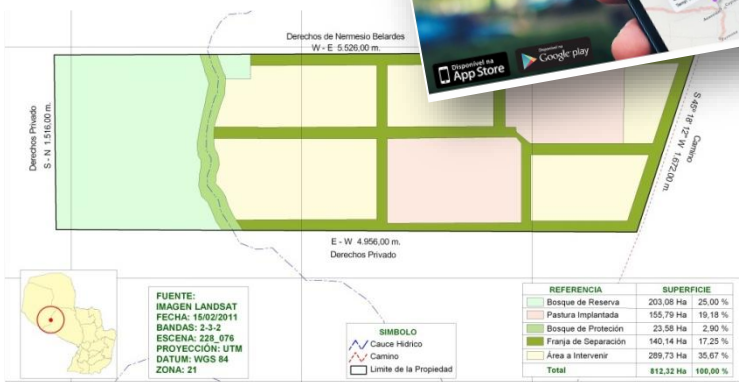 Disponível na
App Store
Disponível na
Google play
Derechos de Nermesio Belardes
W - E 5.526,00 m.
Derechos Privado
S - N 1.516,00 m.
S 45º 18' 12" W 1.672,00 m.
Camino
E - W 4.956,00 m.
Derechos Privado
FUENTE:
IMAGEN LANDSAT
FECHA: 15/02/2011
BANDAS: 2-3-2
ESCENA: 228_076
PROYECCIÓN: UTM
DATUM: WGS 84
ZONA: 21
SIMBOLO
Cauce Hidrico
Camino
Limite de la Propiedad
REFERENCIA SUPERFICIE
Bosque de Reserva 203,08 Ha 25,00 %
Pastura Implantada 155,79 Ha 19,18 %
Bosque de Proteción 23,58 Ha 2,90 %
Franja de Separación 140,14 Ha 17,25 %
Área a Intervenir 289,73 Ha 35,67 %
Total 812,32 Ha 100,00 %